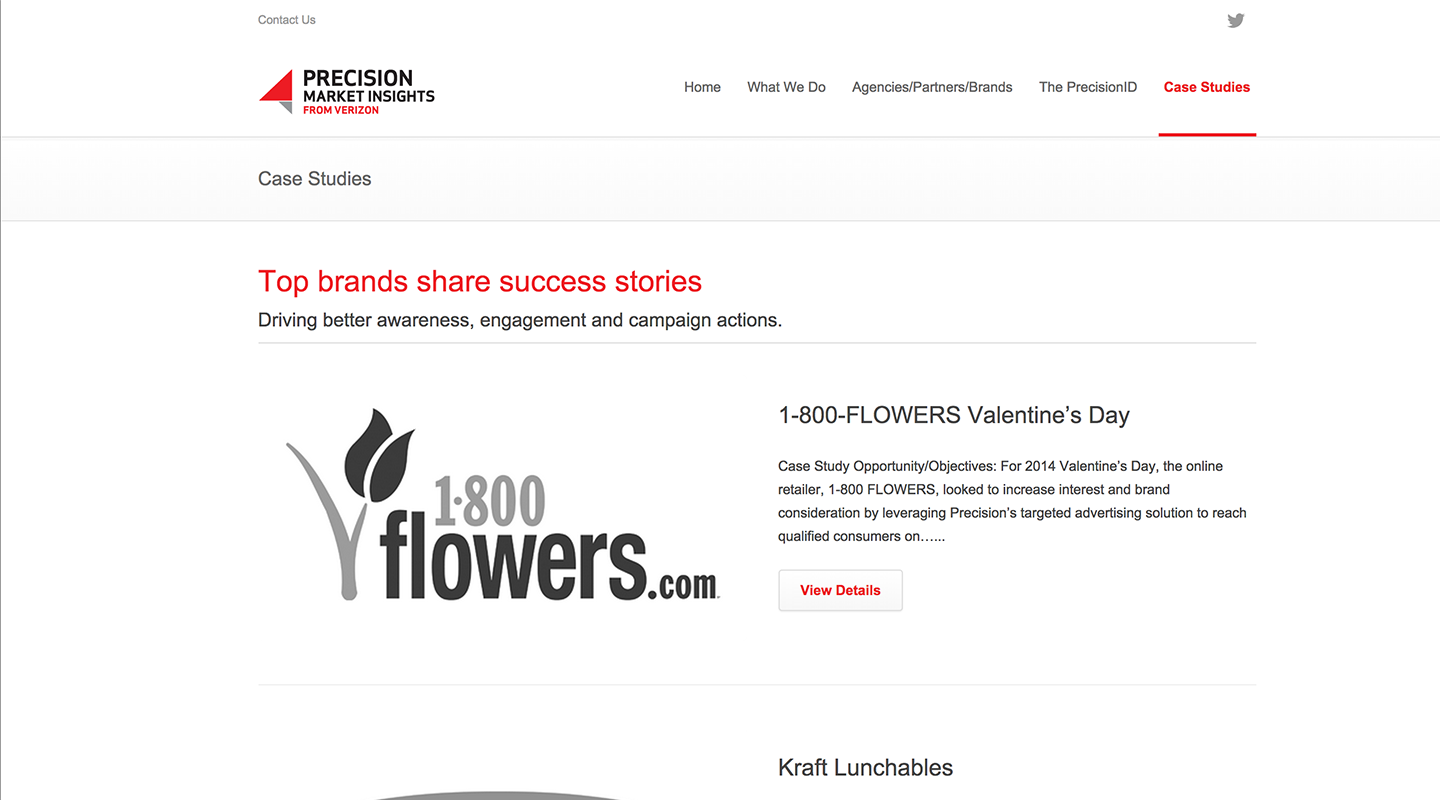 Contact Us
PRECISION
MARKET INSIGHTS
FROM VERIZON
Home What We Do Agencies/Partners/Brands The PrecisionID Case Studies
Case Studies
Top brands share success stories
Driving better awareness, engagement and campaign actions.
1·800
flowers.com
1-800-FLOWERS Valentine’s Day
Case Study Opportunity/Objectives: For 2014 Valentine’s Day, the online
retailer, 1-800 FLOWERS, looked to increase interest and brand
consideration by leveraging Precision’s targeted advertising solution to reach
qualified consumers on…...
View Details
Kraft Lunchables